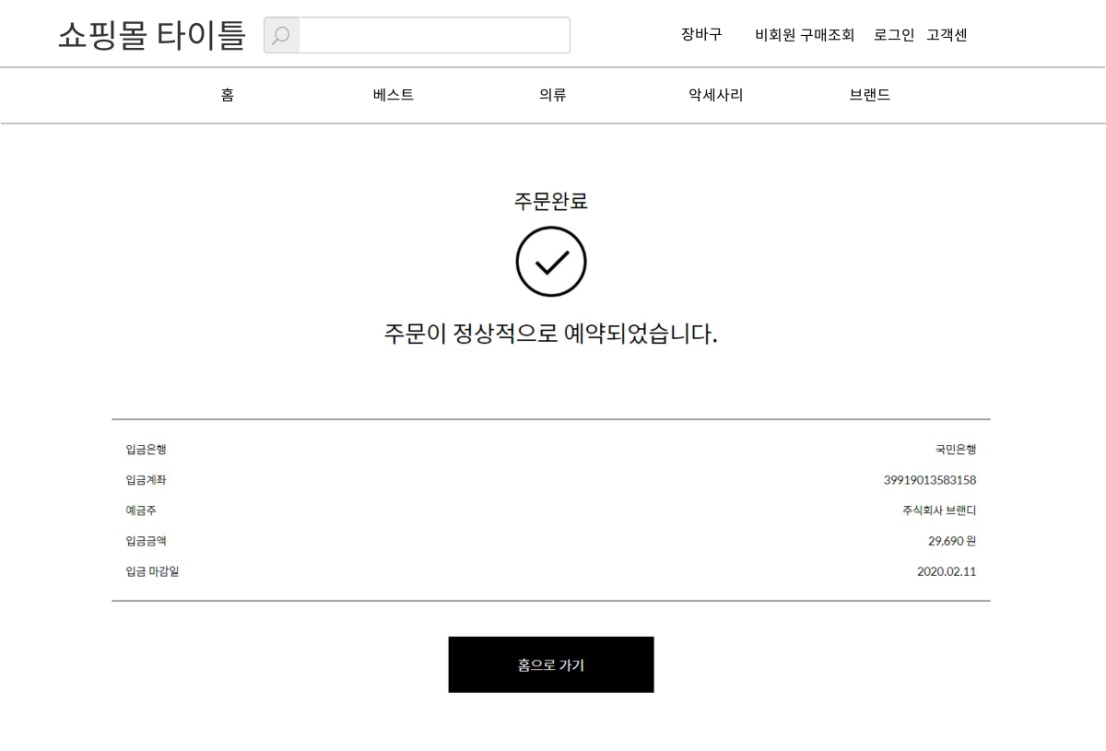 쇼핑몰 타이틀
장바구 비회원 구매조회 로그인 고객센
홈 베스트 의류 악세사리 브랜드
주문완료
주문이 정상적으로 예약되었습니다.
입금은행 국민은행
입금계좌 39919013583158
예금주 주식회사 브랜디
입금금액 29,690 원
입금 마감일 2020.02.11
홈으로 가기